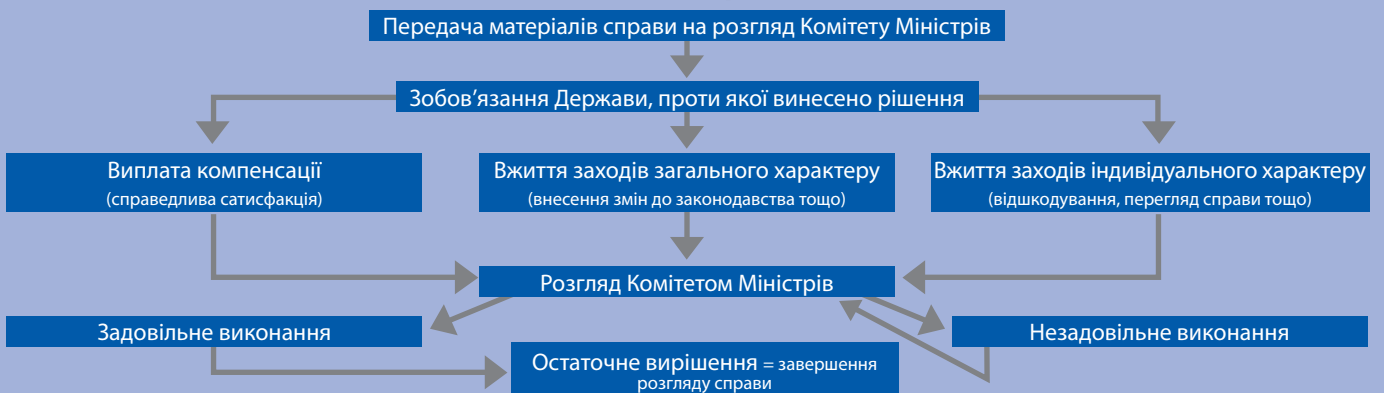 Передача матеріалів справи на розгляд Комітету Міністрів
Зобов’язання Держави, проти якої винесено рішення
Виплата компенсації
(справедлива сатисфакція)
Вжиття заходів загального характеру
(внесення змін до законодавства тощо)
Вжиття заходів індивідуального характеру
(відшкодування, перегляд справи тощо)
Розгляд Комітетом Міністрів
Задовільне виконання
Незадовільне виконання
Остаточне вирішення = завершення
розгляду справи